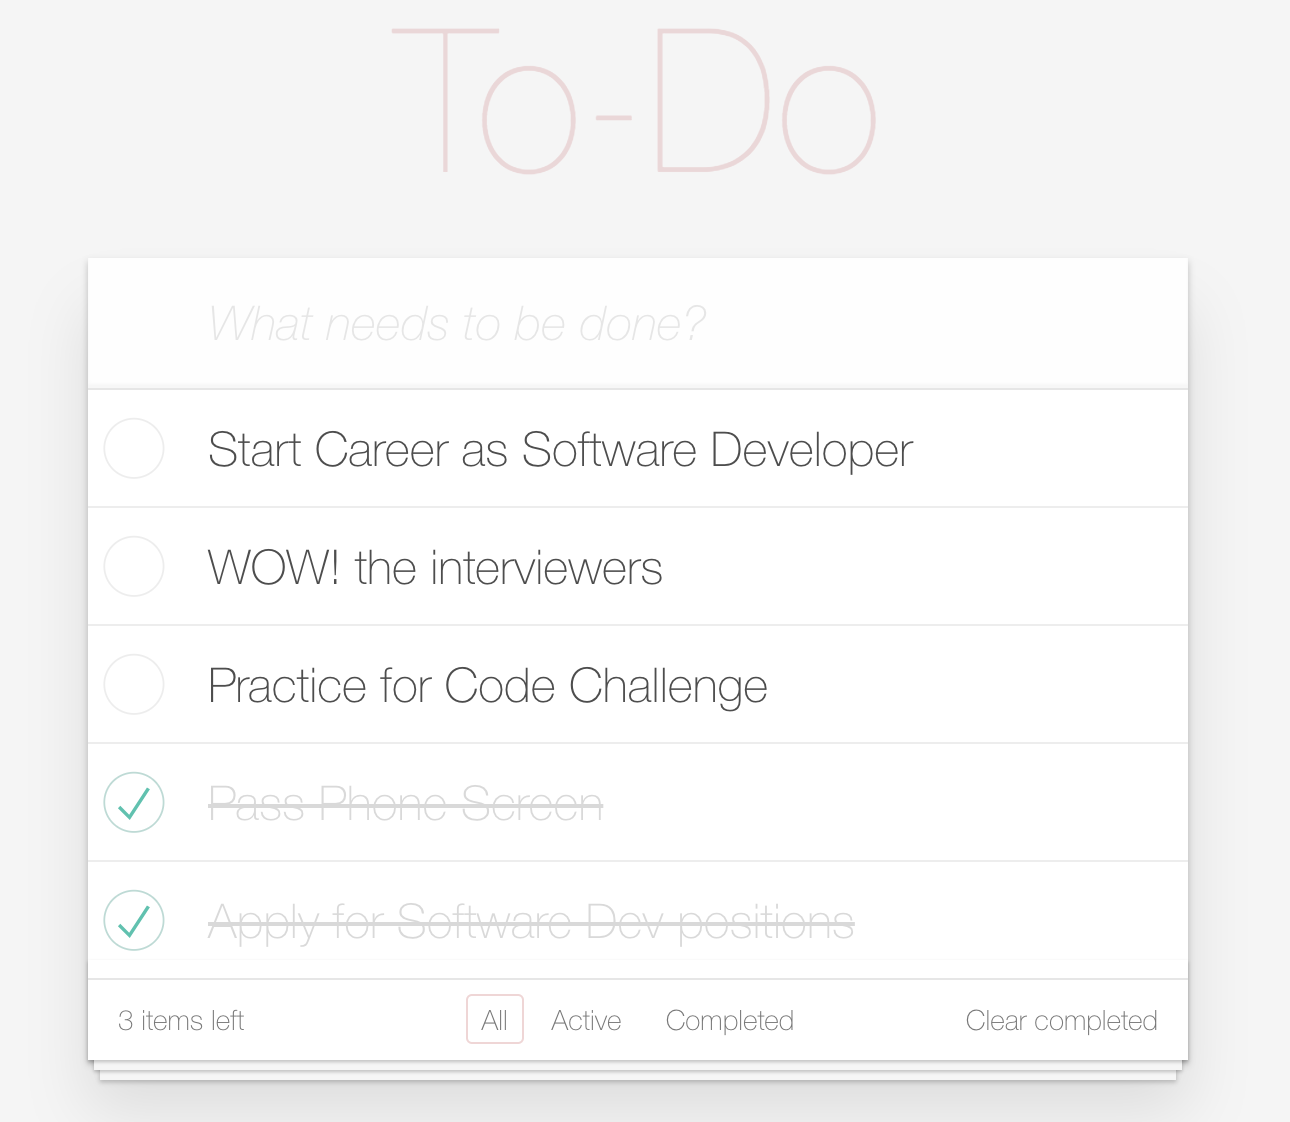 To-Do
What needs to be done?
Start Career as Software Developer
WOW! the interviewers
Practice for Code Challenge
Pass Phone Screen
Apply for Software Dev positions
3 items left All Active Completed Clear completed